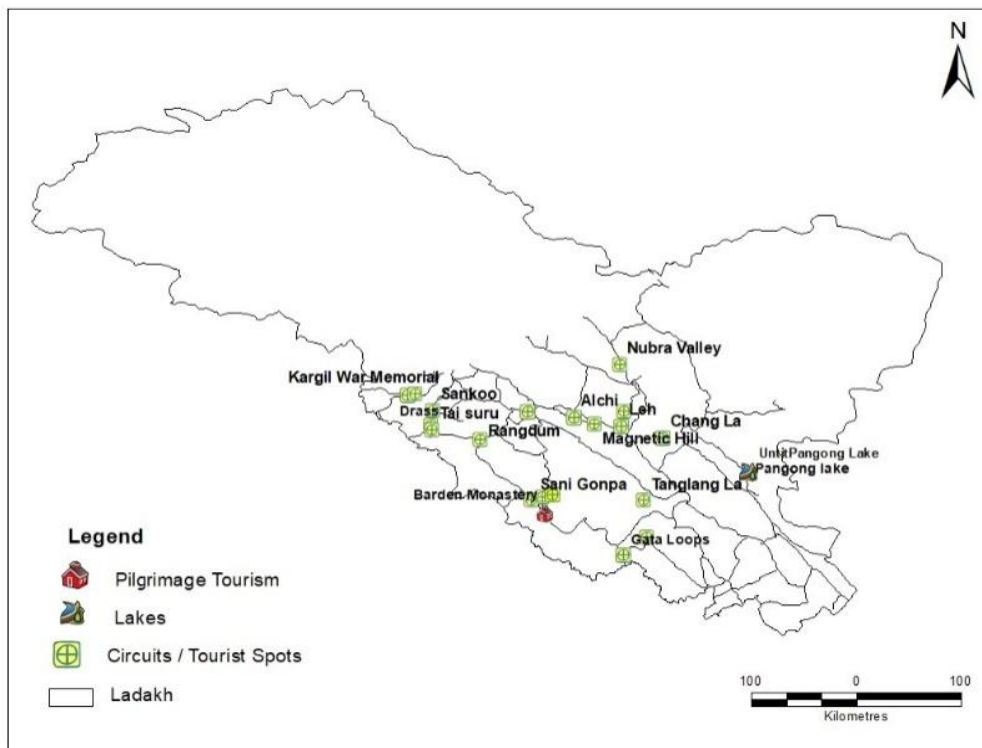 N
Nubra Valley
Kargil War Memorial
Sankoo
Alchi
Leh
Drass
Tai suru
Chang La
Rangdum
Magnetic Hill
UntitPangong Lake
Pangong lake
Sani Gonpa
Tanglang La
Barden Monastery
Gata Loops
Legend
Pilgrimage Tourism
Lakes
Circuits / Tourist Spots
Ladakh
100 0 100
Kilometres